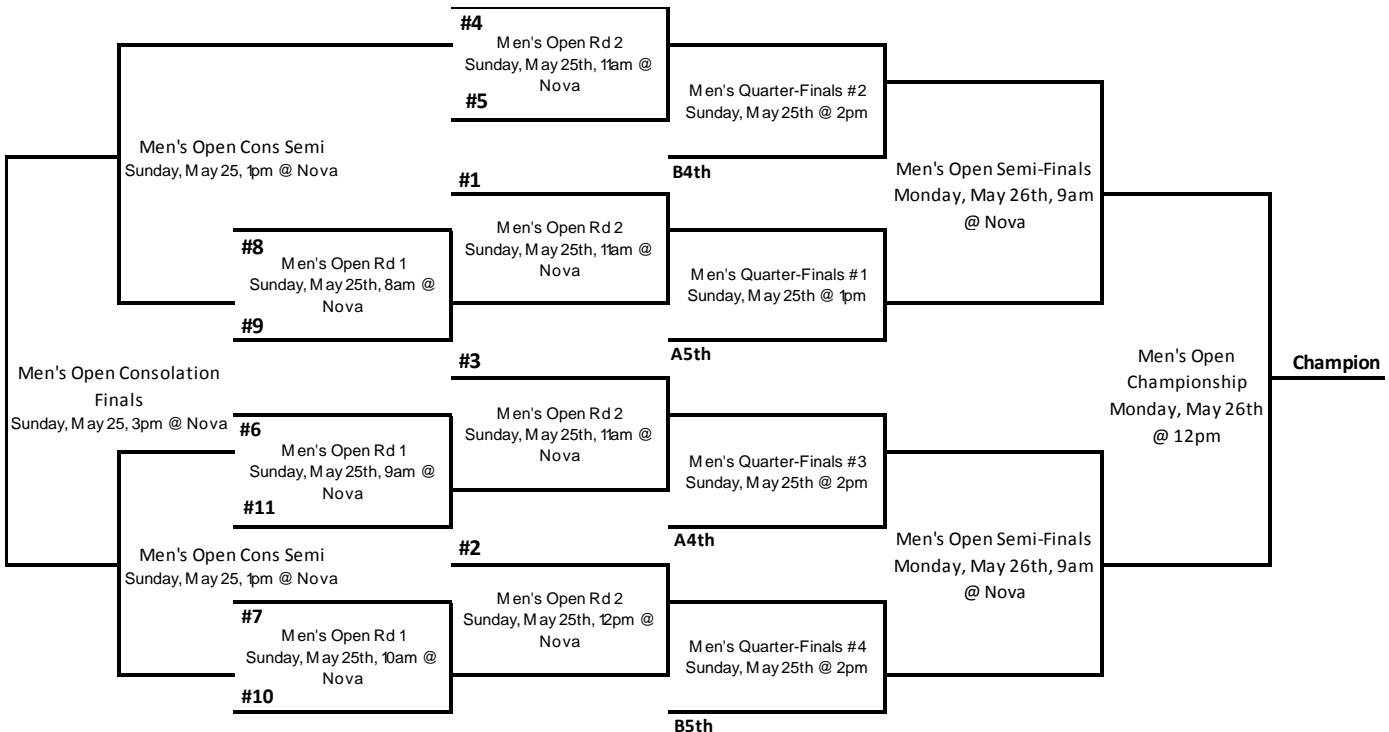 #4
Men's Open Rd 2
Sunday, May 25th, 11am @
Nova
#5
Men's Quarter-Finals #2
Sunday, May 25th @ 2pm
B4th
Men's Open Cons Semi
Sunday, May 25, 1pm @ Nova
#1
Men's Open Rd 2
Sunday, May 25th, 11am @
Nova
Men's Open Semi-Finals
Monday, May 26th, 9am
@ Nova
#8
Men's Open Rd 1
Sunday, May 25th, 8am @
Nova
#9
Men's Quarter-Finals #1
Sunday, May 25th @ 1pm
A5th
Men's Open Consolation
Finals
Sunday, May 25, 3pm @ Nova
#3
Men's Open Rd 2
Sunday, May 25th, 11am @
Nova
Men's Open
Championship
Monday, May 26th
@ 12pm
Champion
#6
Men's Open Rd 1
Sunday, May 25th, 9am @
Nova
#11
Men's Quarter-Finals #3
Sunday, May 25th @ 2pm
A4th
Men's Open Cons Semi
Sunday, May 25, 1pm @ Nova
#2
Men's Open Rd 2
Sunday, May 25th, 12pm @
Nova
Men's Open Semi-Finals
Monday, May 26th, 9am
@ Nova
#7
Men's Open Rd 1
Sunday, May 25th, 10am @
Nova
#10
Men's Quarter-Finals #4
Sunday, May 25th @ 2pm
B5th